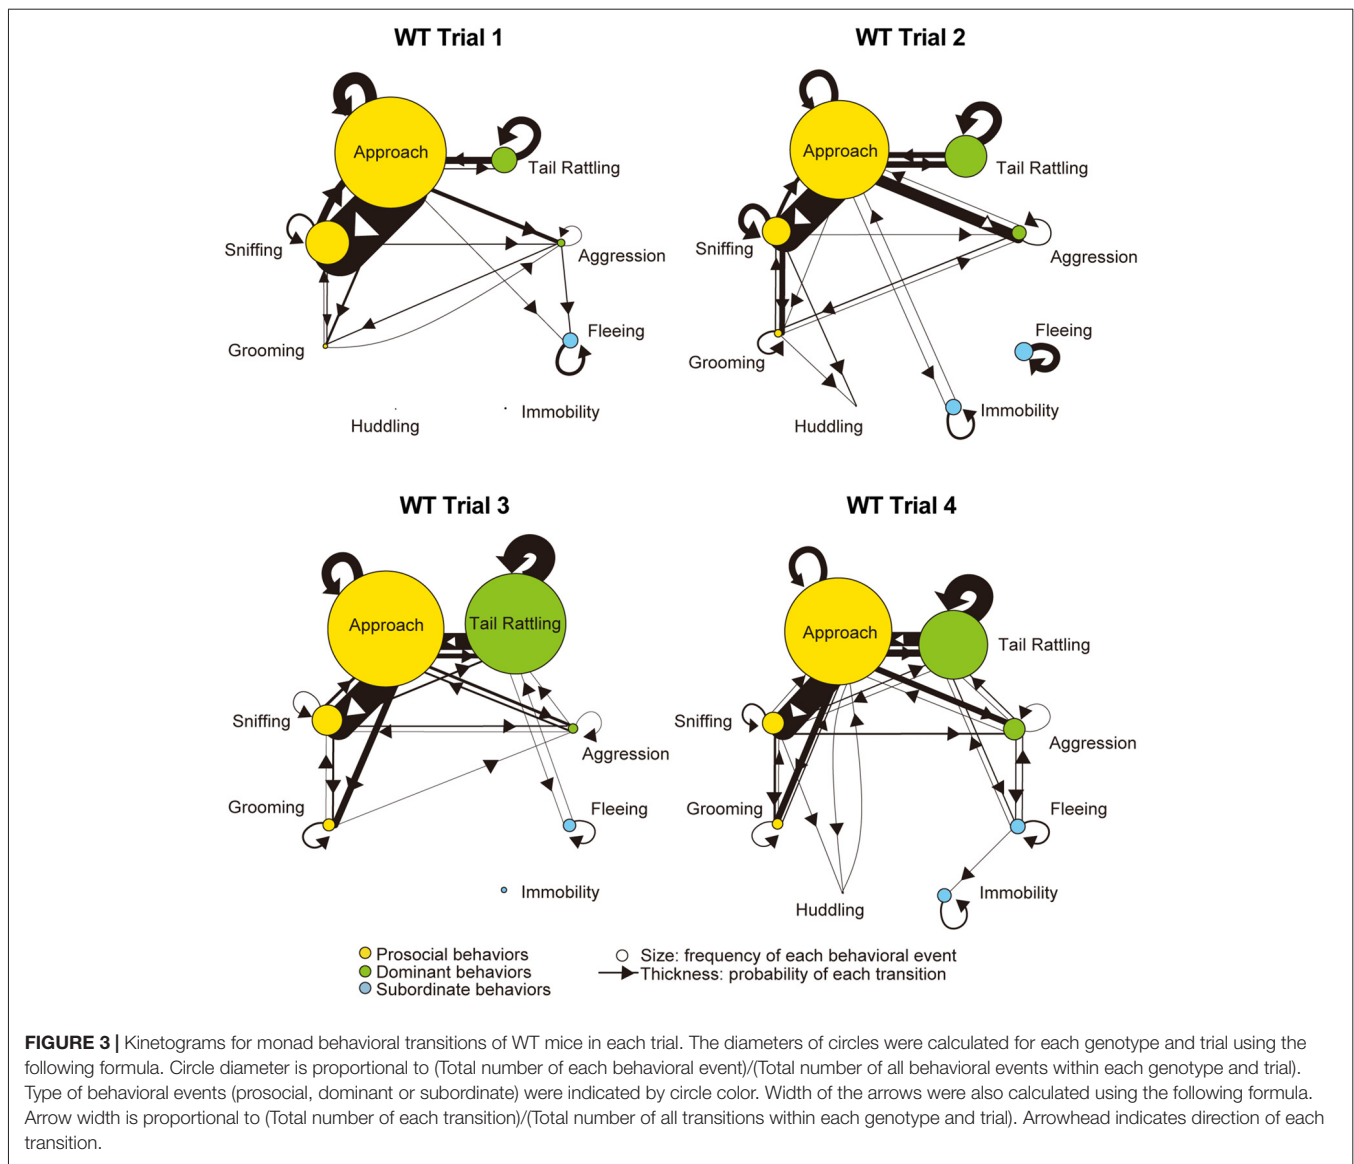 WT Trial 1
WT Trial 2
Approach
Tail Rattling
Sniffing
Aggression
Grooming
Fleeing
Huddling
Immobility
Approach
Tail Rattling
Sniffing
Aggression
Fleeing
Grooming
Immobility
Huddling
WT Trial 3
WT Trial 4
Approach
Tail Rattling
Sniffing
Aggression
Grooming
Fleeing
Immobility
Approach
Tail Rattling
Sniffing
Aggression
Grooming
Fleeing
Immobility
Huddling
Prosocial behaviors
Dominant behaviors
Subordinate behaviors
Size: frequency of each behavioral event
Thickness: probability of each transition
FIGURE 3 | Kinetograms for monad behavioral transitions of WT mice in each trial. The diameters of circles were calculated for each genotype and trial using the
following formula. Circle diameter is proportional to (Total number of each behavioral event)/(Total number of all behavioral events within each genotype and trial).
Type of behavioral events (prosocial, dominant or subordinate) were indicated by circle color. Width of the arrows were also calculated using the following formula.
Arrow width is proportional to (Total number of each transition)/(Total number of all transitions within each genotype and trial). Arrowhead indicates direction of each
transition.